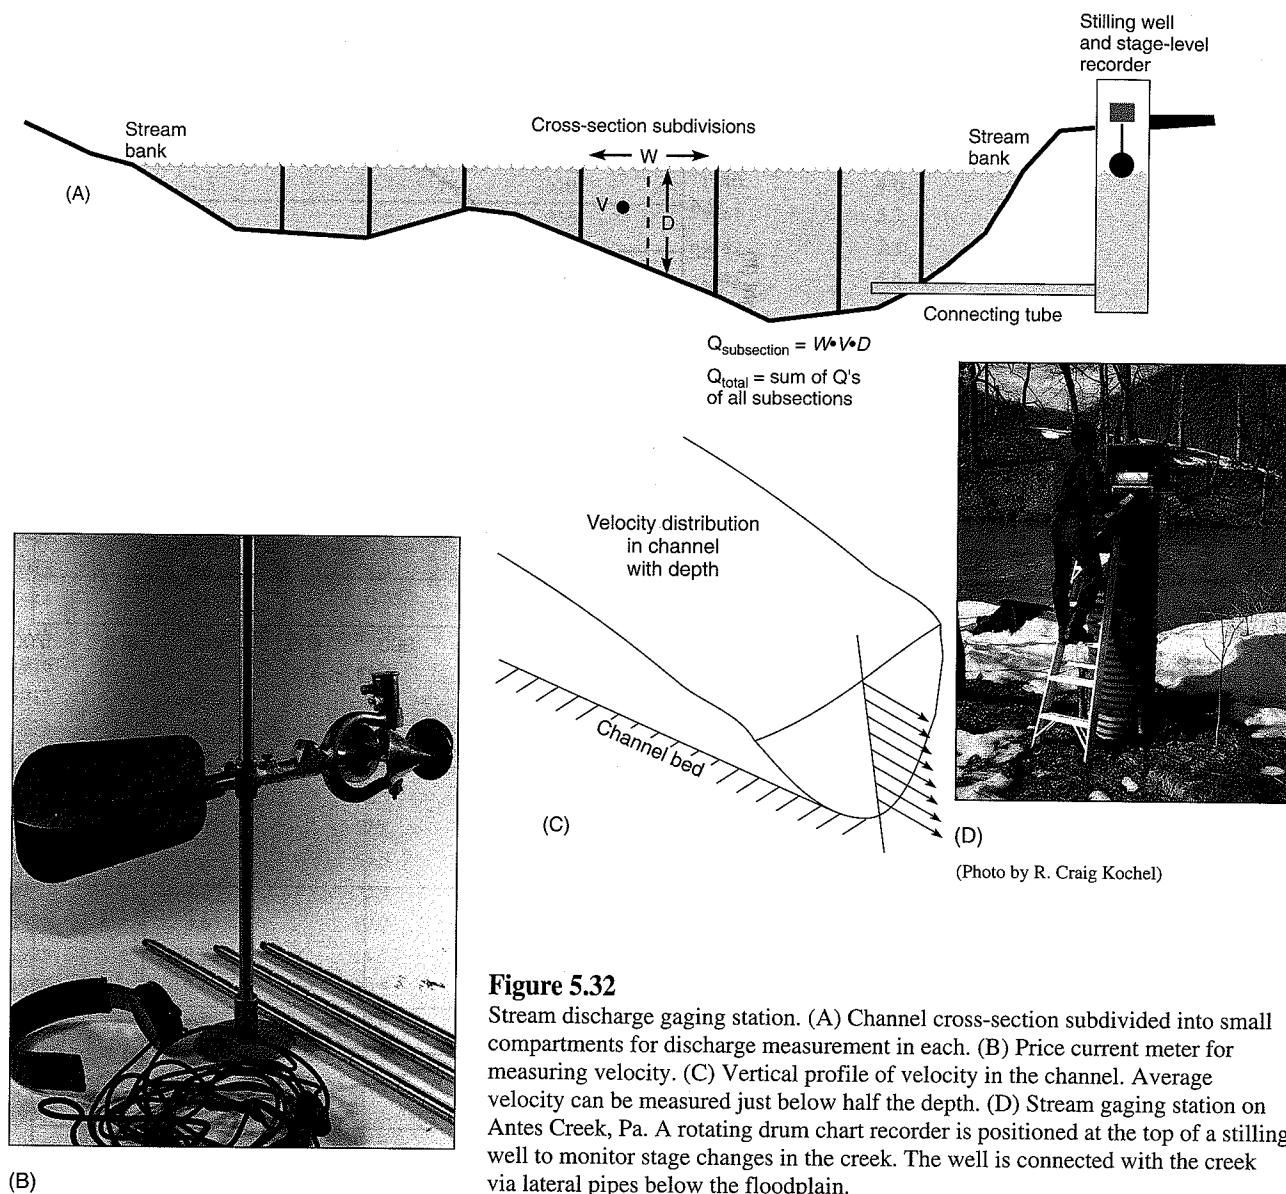 Stilling well
and stage-level
recorder
Stream
bank
Cross-section subdivisions
W
Stream
bank
(A)
V
D
Connecting tube
Qsubsection = W•V•D
Qtotal = sum of Q's
of all subsections
Velocity distribution
in channel
with depth
Channel bed
(C)
(D)
(Photo by R. Craig Kochel)
(B)
Figure 5.32
Stream discharge gaging station. (A) Channel cross-section subdivided into small
compartments for discharge measurement in each. (B) Price current meter for
measuring velocity. (C) Vertical profile of velocity in the channel. Average
velocity can be measured just below half the depth. (D) Stream gaging station on
Antes Creek, Pa. A rotating drum chart recorder is positioned at the top of a stilling
well to monitor stage changes in the creek. The well is connected with the creek
via lateral pipes below the floodplain.